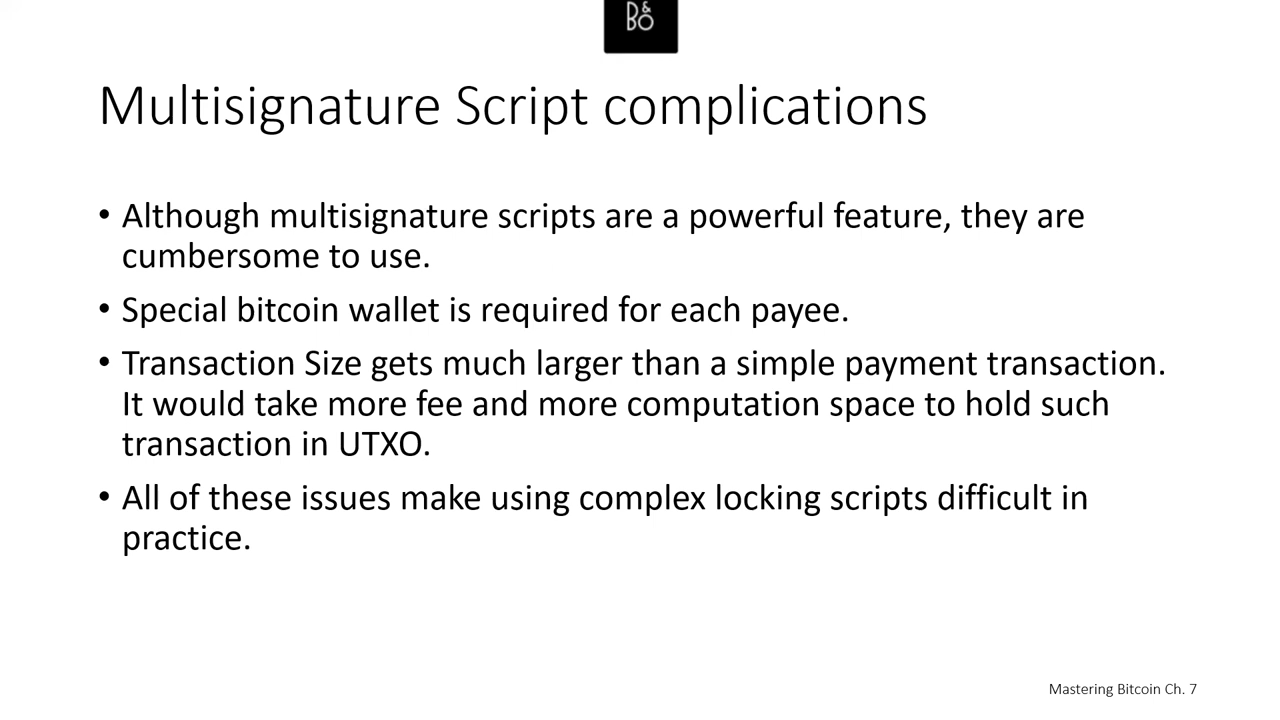 D&
BO
Multisignature Script complications
• Although multisignature scripts are a powerful feature, they are
cumbersome to use.
• Special bitcoin wallet is required for each payee.
• Transaction Size gets much larger than a simple payment transaction.
It would take more fee and more computation space to hold such
transaction in UTXO.
• All of these issues make using complex locking scripts difficult in
practice.
Mastering Bitcoin Ch. 7